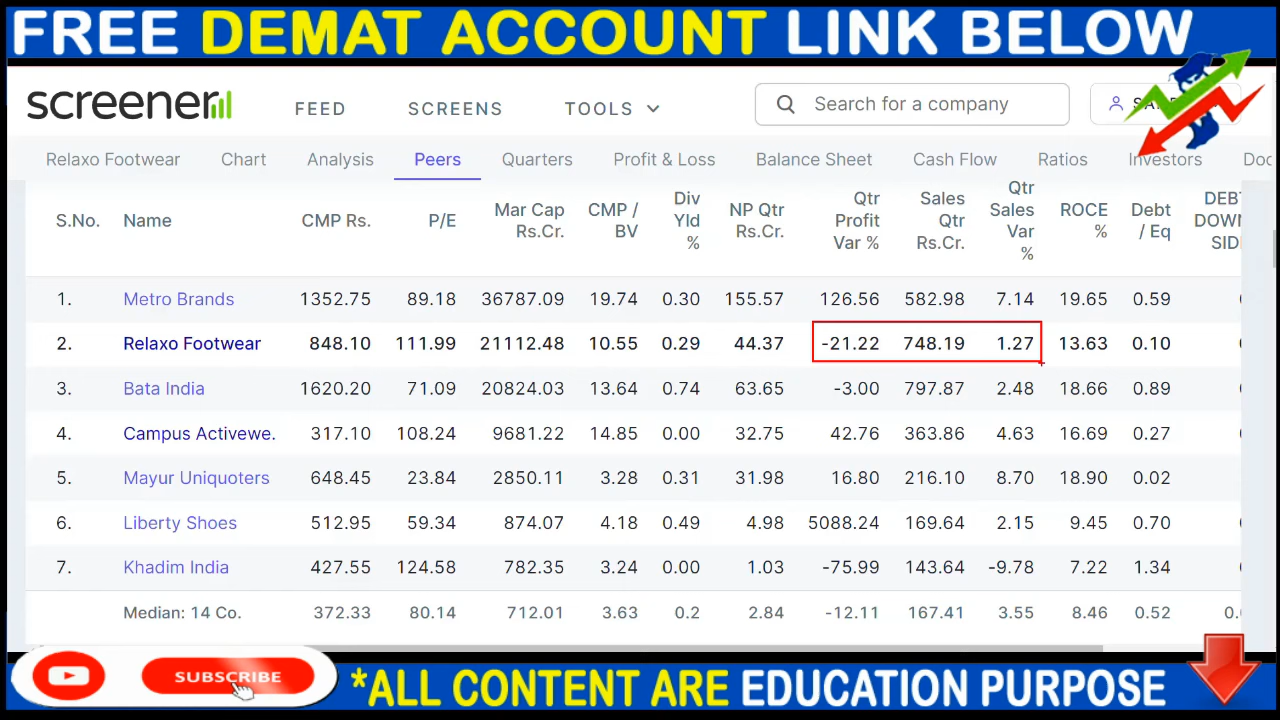 FREE DEMAT ACCOUNT LINK BELOW
screener FEED SCREENS TOOLS Search for a company
Relaxo Footwear Chart Analysis Peers Quarters Profit & Loss Balance Sheet Cash Flow Ratios Investors
S.No. Name CMP Rs. P/E Mar Cap Rs.Cr. CMP / BV Div Yld % NP Qtr Rs.Cr. Qtr Profit Var % Sales Qtr Rs.Cr. Qtr Sales Var % ROCE % Debt / Eq
1. Metro Brands 1352.75 89.18 36787.09 19.74 0.30 155.57 126.56 582.98 7.14 19.65 0.59
2. Relaxo Footwear 848.10 111.99 21112.48 10.55 0.29 44.37 -21.22 748.19 1.27 13.63 0.10
3. Bata India 1620.20 71.09 20824.03 13.64 0.74 63.65 -3.00 797.87 2.48 18.66 0.89
4. Campus Activewe. 317.10 108.24 9681.22 14.85 0.00 32.75 42.76 363.86 4.63 16.69 0.27
5. Mayur Uniquoters 648.45 23.84 2850.11 3.28 0.31 31.98 16.80 216.10 8.70 18.90 0.02
6. Liberty Shoes 512.95 59.34 874.07 4.18 0.49 4.98 5088.24 169.64 2.15 9.45 0.70
7. Khadim India 427.55 124.58 782.35 3.24 0.00 1.03 -75.99 143.64 -9.78 7.22 1.34
Median: 14 Co. 372.33 80.14 712.01 3.63 0.2 2.84 -12.11 167.41 3.55 8.46 0.52
SUBSCRIBE
*ALL CONTENT ARE EDUCATION PURPOSE